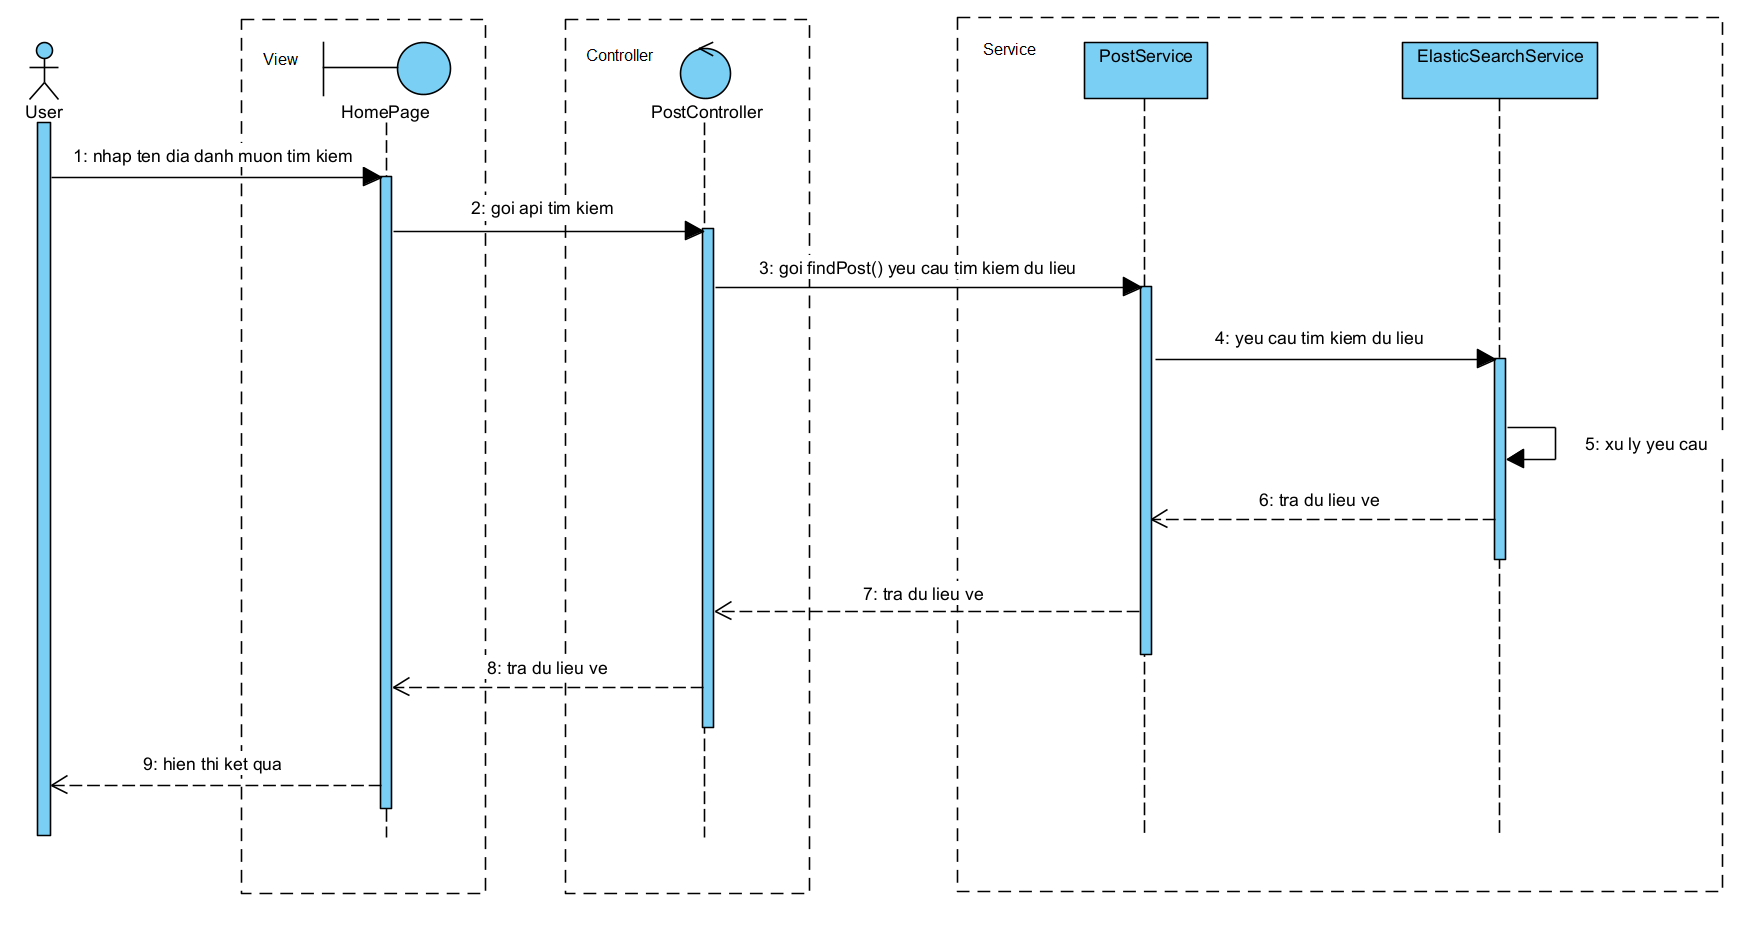 View
Controller
Service
PostService
ElasticSearchService
User
HomePage
PostController
1: nhap ten dia danh muon tim kiem
2: goi api tim kiem
3: goi findPost() yeu cau tim kiem du lieu
4: yeu cau tim kiem du lieu
5: xu ly yeu cau
6: tra du lieu ve
7: tra du lieu ve
8: tra du lieu ve
9: hien thi ket qua